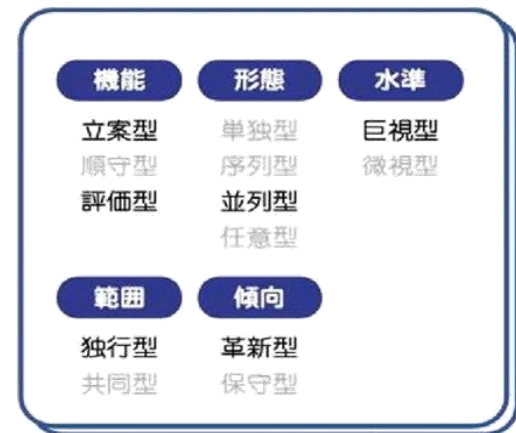 機能 形態 水準
立案型 単独型 巨視型
順守型 序列型 微視型
評価型 並列型
任意型
範囲 傾向
独行型 革新型
共同型 保守型